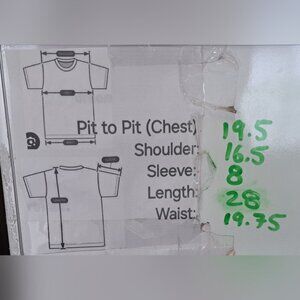 Pit to Pit (Chest) 19.5
Shoulder: 16.5
Sleeve: 8
Length: 28
Waist: 19.75